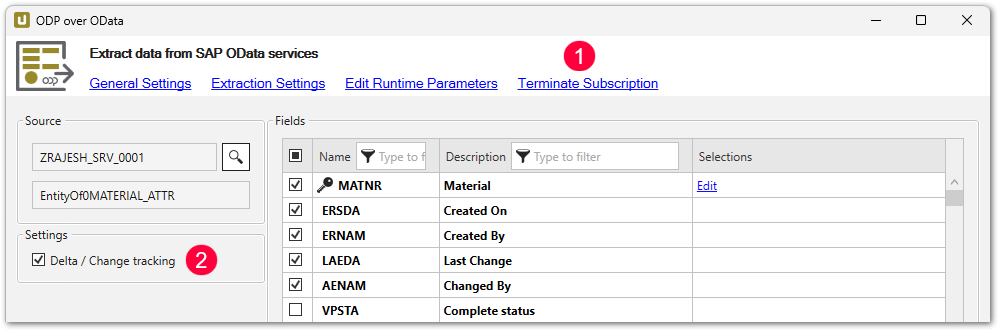 ODP over OData
Extract data from SAP OData services
1
General Settings Extraction Settings Edit Runtime Parameters Terminate Subscription
odp
Source
ZRAJESH_SRV_0001
EntityOf0MATERIAL_ATTR
Settings
Delta / Change tracking 2
Fields
Name Type to f Description Type to filter Selections
MATNR Material Edit
ERSDA Created On
ERNAM Created By
LAEDA Last Change
AENAM Changed By
VPSTA Complete status